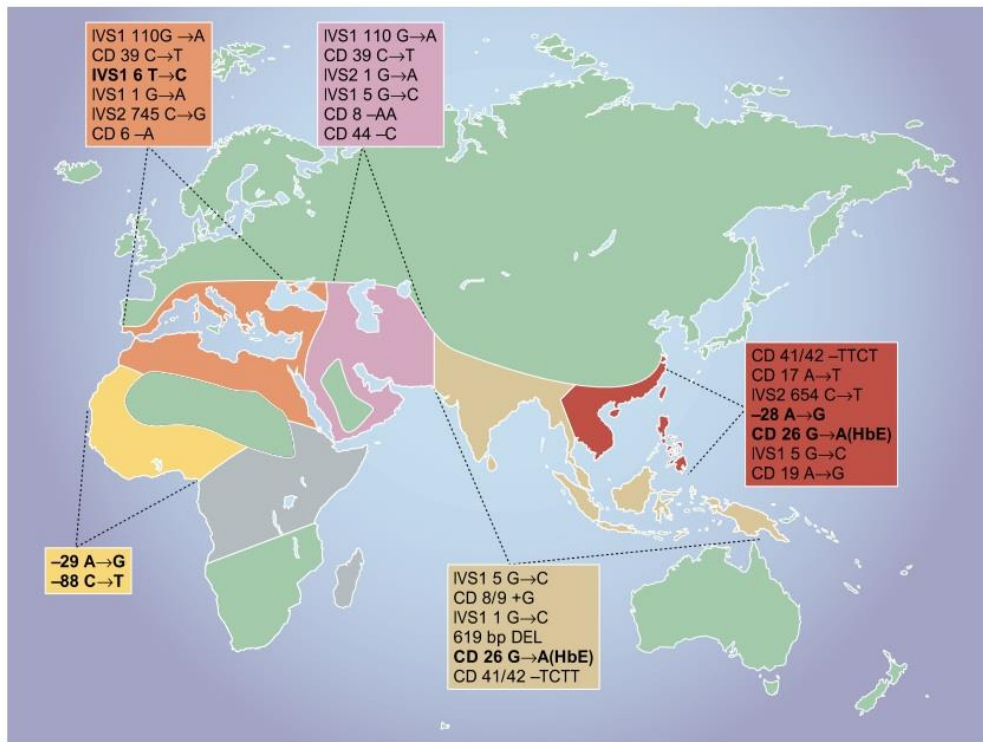 IVS1 110G →A
CD 39 C→T
IVS1 6 T→C
IVS1 1 G→A
IVS2 745 C→G
CD 6 –A
IVS1 110 G→A
CD 39 C→T
IVS2 1 G→A
IVS1 5 G→C
CD 8 –AA
CD 44 –C
CD 41/42 –TTCT
CD 17 A→T
IVS2 654 C→T
–28 A→G
CD 26 G→A(HbE)
IVS1 5 G→C
CD 19 A→G
–29 A→G
–88 C→T
IVS1 5 G→C
CD 8/9 +G
IVS1 1 G→C
619 bp DEL
CD 26 G→A(HbE)
CD 41/42 –TCTT